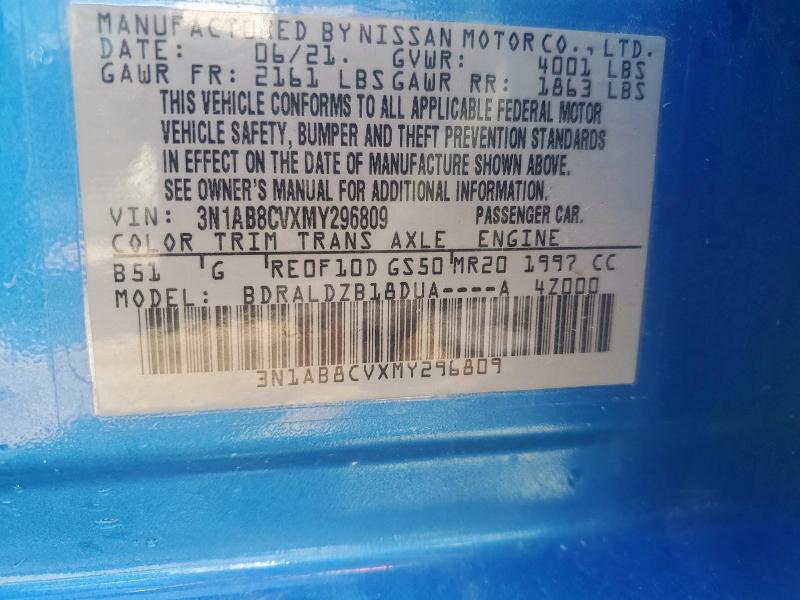 MANUFACTURED BY NISSAN MOTOR CO., LTD.
DATE: 06/21. GVWR: 4001 LBS
GAWR FR: 2161 LBS GAWR RR: 1863 LBS
THIS VEHICLE CONFORMS TO ALL APPLICABLE FEDERAL MOTOR
VEHICLE SAFETY, BUMPER AND THEFT PREVENTION STANDARDS
IN EFFECT ON THE DATE OF MANUFACTURE SHOWN ABOVE.
SEE OWNER'S MANUAL FOR ADDITIONAL INFORMATION.
VIN: 3N1AB8CVXMY296809 PASSENGER CAR.
COLOR TRIM TRANS AXLE ENGINE
B51 G RE0F10D GS50 MR20 1997 CC
MODEL: BDRALDZB18DUA----A 4Z000
3N1AB8CVXMY296809